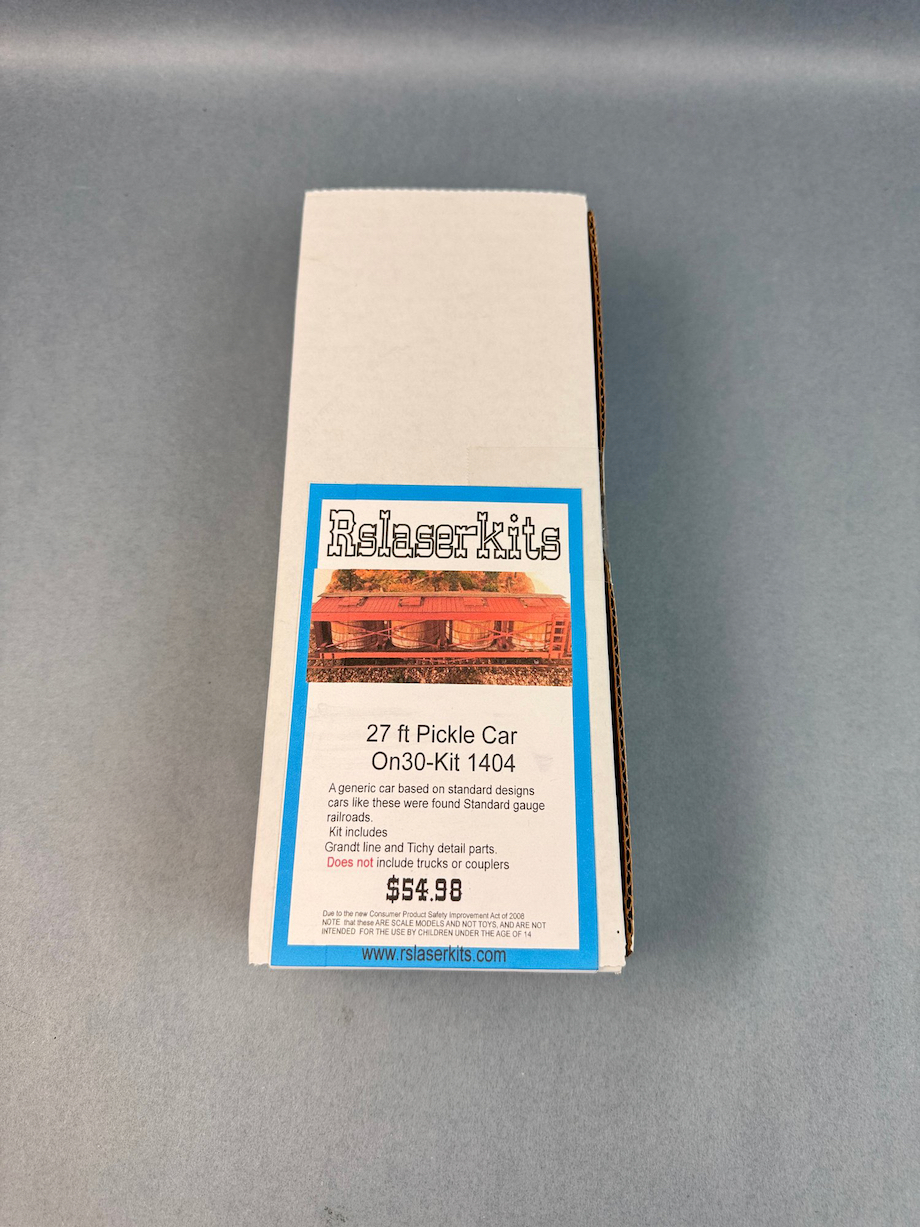 Rslaserkits
27 ft Pickle Car
On30-Kit 1404
A generic car based on standard designs
cars like these were found Standard gauge
railroads.
Kit includes
Grandt line and Tichy detail parts.
Does not include trucks or couplers
$54.98
Due to the new Consumer Product Safety Improvement Act of 2008
NOTE that these ARE SCALE MODELS AND NOT TOYS, AND ARE NOT
INTENDED FOR THE USE BY CHILDREN UNDER THE AGE OF 14
www.rslaserkits.com